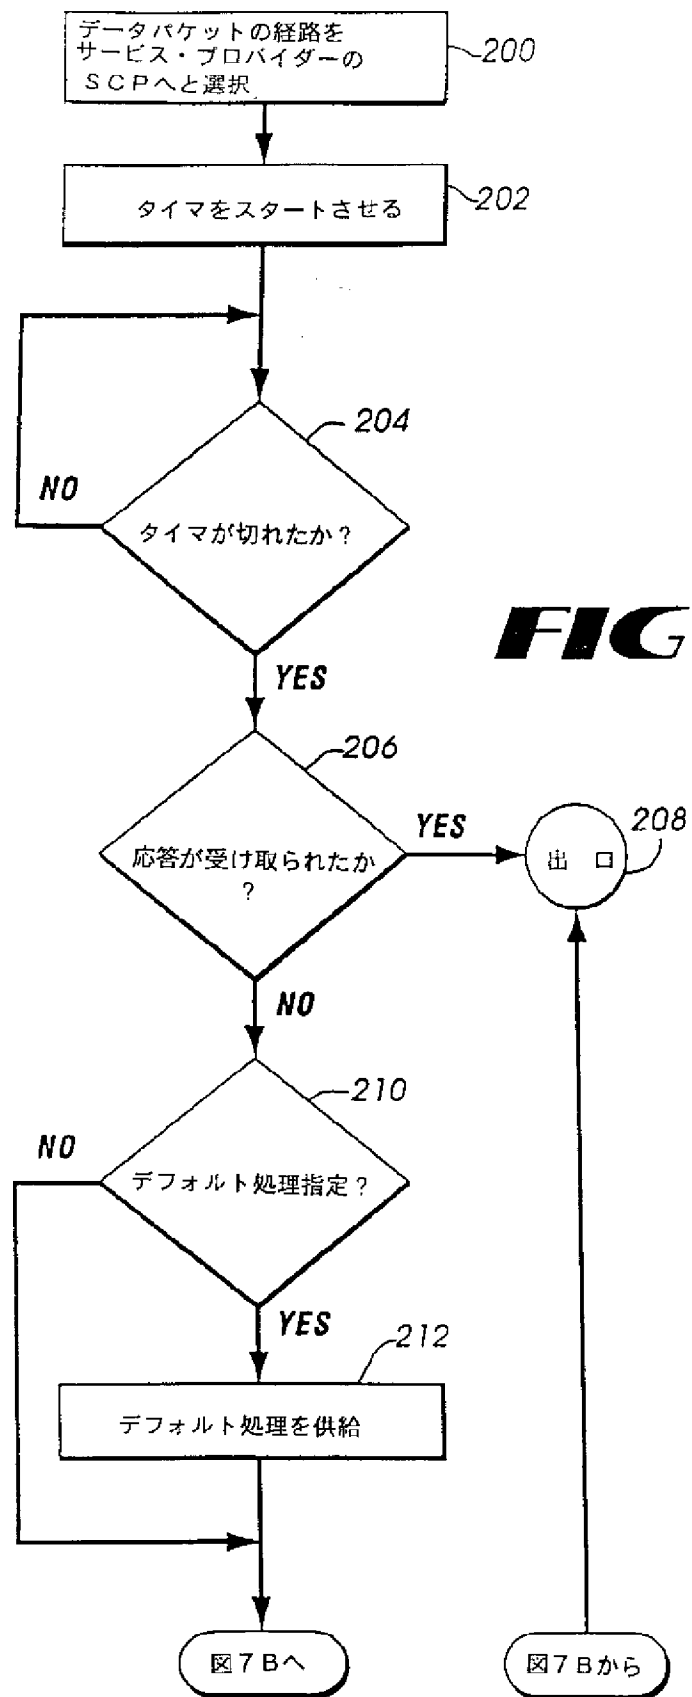 データパケットの経路を
サービス・プロバイダーの
SCPへと選択
200
タイマをスタートさせる
202
204
NO
タイマが切れたか?
FIG
YES
206
YES
208
応答が受け取られたか
?
出 口
NO
210
NO
デフォルト処理指定?
YES
212
デフォルト処理を供給
図7Bへ
図7Bから